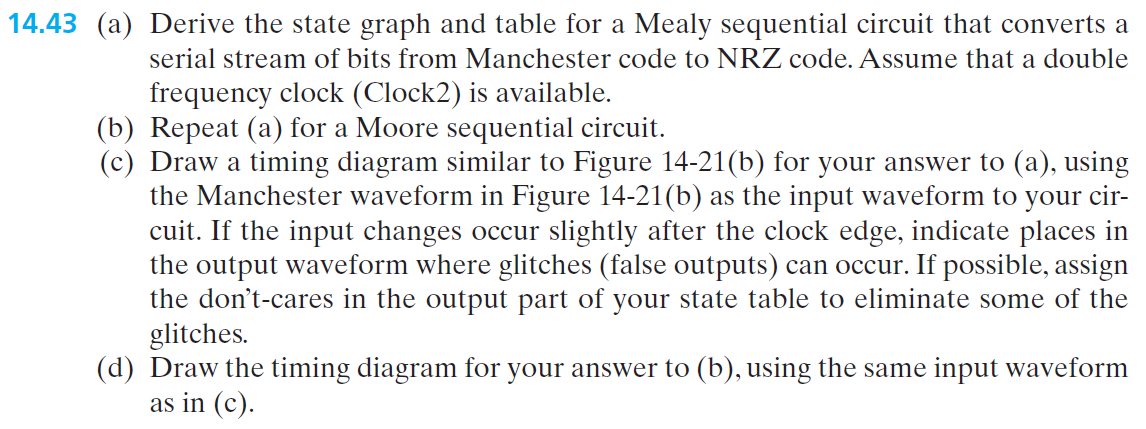 14.43 (a) Derive the state graph and table for a Mealy sequential circuit that converts a
serial stream of bits from Manchester code to NRZ code. Assume that a double
frequency clock (Clock2) is available.
(b) Repeat (a) for a Moore sequential circuit.
(c) Draw a timing diagram similar to Figure 14-21(b) for your answer to (a), using
the Manchester waveform in Figure 14-21(b) as the input waveform to your cir-
cuit. If the input changes occur slightly after the clock edge, indicate places in
the output waveform where glitches (false outputs) can occur. If possible, assign
the don't-cares in the output part of your state table to eliminate some of the
glitches.
(d) Draw the timing diagram for your answer to (b), using the same input waveform
as in (c).